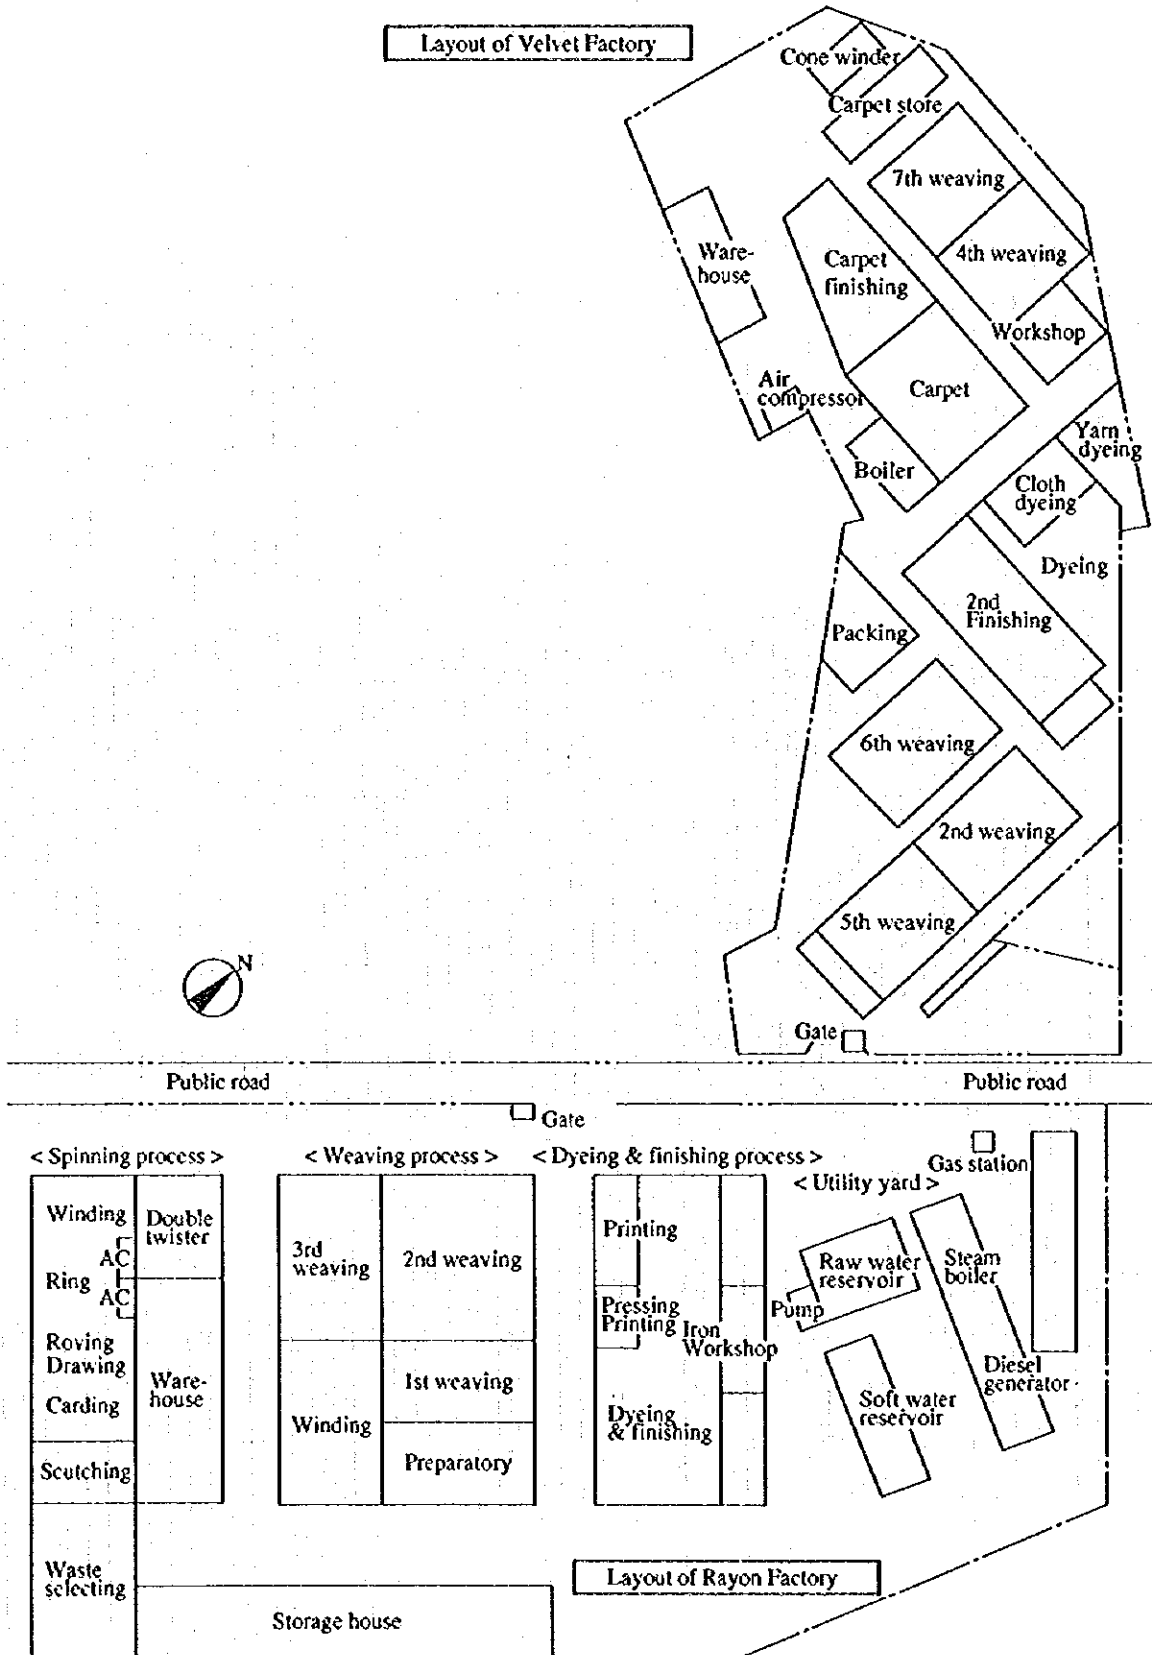 Layout of Velvet Factory
Cone winder
Carpet store
7th weaving
4th weaving
Ware-
house
Carpet
finishing
Workshop
Air
compressor
Carpet
Yarn
dyeing
Boiler
Cloth
dyeing
Dyeing
2nd
Finishing
Packing
6th weaving
2nd weaving
5th weaving
N
Gate
Public road
Public road
Gate
< Spinning process >
< Weaving process >
< Dyeing & finishing process >
Gas station
< Utility yard >
Winding
Double
twister
AC
Ring
AC
Roving
Drawing
Carding
Ware-
house
Scutching
Waste
selecting
Storage house
3rd
weaving
2nd weaving
1st weaving
Winding
Preparatory
Printing
Pressing
Printing
Iron
Workshop
Dyeing
& finishing
Raw water
reservoir
Pump
Steam
boiler
Diesel
generator
Soft water
reservoir
Layout of Rayon Factory